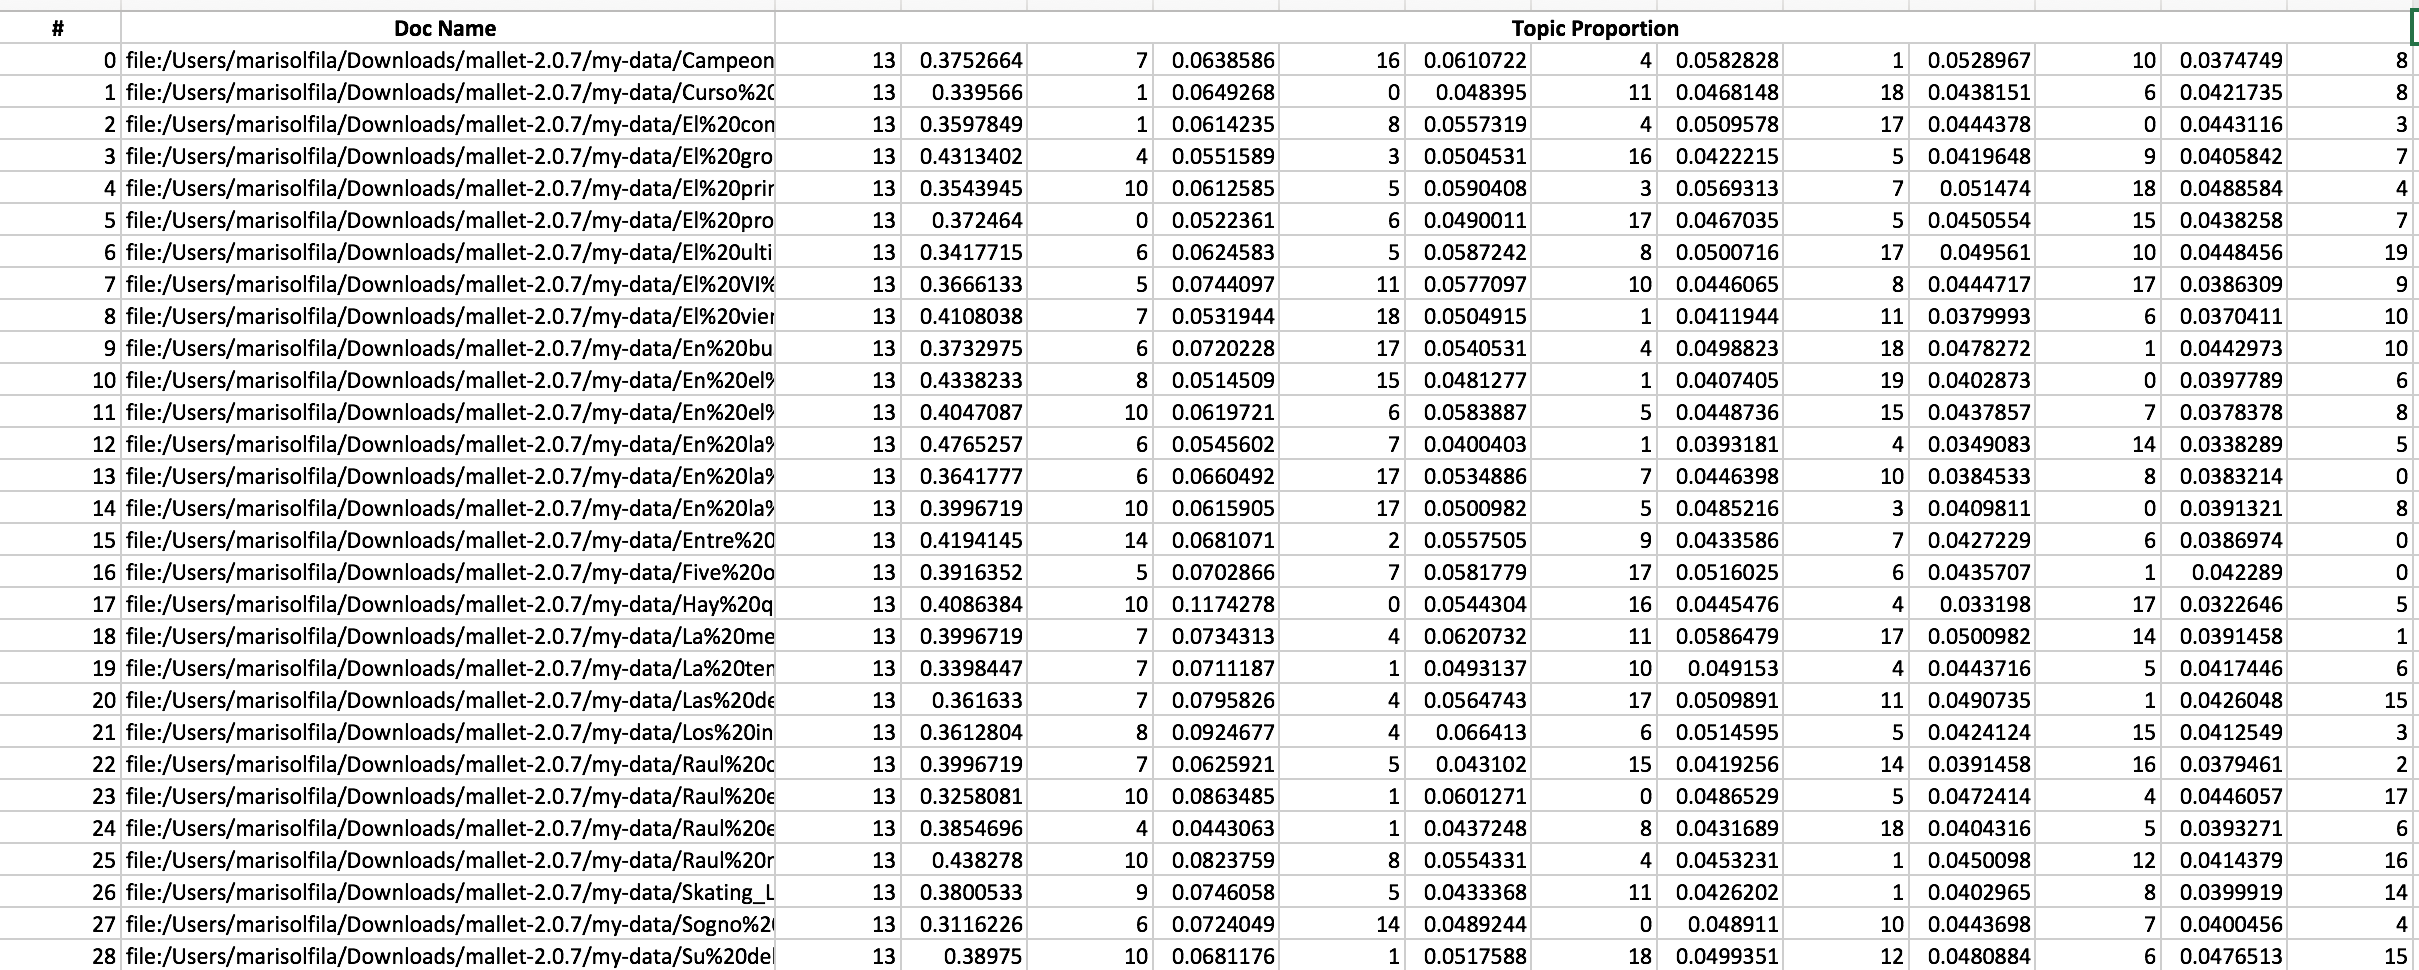 # Doc Name Topic Proportion
0 file:/Users/marisolfila/Downloads/mallet-2.0.7/my-data/Campeon 13 0.3752664 7 0.0638586 16 0.0610722 4 0.0582828 1 0.0528967 10 0.0374749 8
1 file:/Users/marisolfila/Downloads/mallet-2.0.7/my-data/Curso%20 13 0.339566 1 0.0649268 0 0.048395 11 0.0468148 18 0.0438151 6 0.0421735 8
2 file:/Users/marisolfila/Downloads/mallet-2.0.7/my-data/El%20con 13 0.3597849 1 0.0614235 8 0.0557319 4 0.0509578 17 0.0444378 0 0.0443116 3
3 file:/Users/marisolfila/Downloads/mallet-2.0.7/my-data/El%20gro 13 0.4313402 4 0.0551589 3 0.0504531 16 0.0422215 5 0.0419648 9 0.0405842 7
4 file:/Users/marisolfila/Downloads/mallet-2.0.7/my-data/El%20prin 13 0.3543945 10 0.0612585 5 0.0590408 3 0.0569313 7 0.051474 18 0.0488584 4
5 file:/Users/marisolfila/Downloads/mallet-2.0.7/my-data/El%20pro 13 0.372464 0 0.0522361 6 0.0490011 17 0.0467035 5 0.0450554 15 0.0438258 7
6 file:/Users/marisolfila/Downloads/mallet-2.0.7/my-data/El%20ulti 13 0.3417715 6 0.0624583 5 0.0587242 8 0.0500716 17 0.049561 10 0.0448456 19
7 file:/Users/marisolfila/Downloads/mallet-2.0.7/my-data/El%20VI% 13 0.3666133 5 0.0744097 11 0.0577097 10 0.0446065 8 0.0444717 17 0.0386309 9
8 file:/Users/marisolfila/Downloads/mallet-2.0.7/my-data/El%20vier 13 0.4108038 7 0.0531944 18 0.0504915 1 0.0411944 11 0.0379993 6 0.0370411 10
9 file:/Users/marisolfila/Downloads/mallet-2.0.7/my-data/En%20bu 13 0.3732975 6 0.0720228 17 0.0540531 4 0.0498823 18 0.0478272 1 0.0442973 10
10 file:/Users/marisolfila/Downloads/mallet-2.0.7/my-data/En%20el% 13 0.4338233 8 0.0514509 15 0.0481277 1 0.0407405 19 0.0402873 0 0.0397789 6
11 file:/Users/marisolfila/Downloads/mallet-2.0.7/my-data/En%20el% 13 0.4047087 10 0.0619721 6 0.0583887 5 0.0448736 15 0.0437857 7 0.0378378 8
12 file:/Users/marisolfila/Downloads/mallet-2.0.7/my-data/En%20la% 13 0.4765257 6 0.0545602 7 0.0400403 1 0.0393181 4 0.0349083 14 0.0338289 5
13 file:/Users/marisolfila/Downloads/mallet-2.0.7/my-data/En%20la% 13 0.3641777 6 0.0660492 17 0.0534886 7 0.0446398 10 0.0384533 8 0.0383214 0
14 file:/Users/marisolfila/Downloads/mallet-2.0.7/my-data/En%20la% 13 0.3996719 10 0.0615905 17 0.0500982 5 0.0485216 3 0.0409811 0 0.0391321 8
15 file:/Users/marisolfila/Downloads/mallet-2.0.7/my-data/Entre%20 13 0.4194145 14 0.0681071 2 0.0557505 9 0.0433586 7 0.0427229 6 0.0386974 0
16 file:/Users/marisolfila/Downloads/mallet-2.0.7/my-data/Five%20o 13 0.3916352 5 0.0702866 7 0.0581779 17 0.0516025 6 0.0435707 1 0.042289 0
17 file:/Users/marisolfila/Downloads/mallet-2.0.7/my-data/Hay%20q 13 0.4086384 10 0.1174278 0 0.0544304 16 0.0445476 4 0.033198 17 0.0322646 5
18 file:/Users/marisolfila/Downloads/mallet-2.0.7/my-data/La%20me 13 0.3996719 7 0.0734313 4 0.0620732 11 0.0586479 17 0.0500982 14 0.0391458 1
19 file:/Users/marisolfila/Downloads/mallet-2.0.7/my-data/La%20ten 13 0.3398447 7 0.0711187 1 0.0493137 10 0.049153 4 0.0443716 5 0.0417446 6
20 file:/Users/marisolfila/Downloads/mallet-2.0.7/my-data/Las%20de 13 0.361633 7 0.0795826 4 0.0564743 17 0.0509891 11 0.0490735 1 0.0426048 15
21 file:/Users/marisolfila/Downloads/mallet-2.0.7/my-data/Los%20in 13 0.3612804 8 0.0924677 4 0.066413 6 0.0514595 5 0.0424124 15 0.0412549 3
22 file:/Users/marisolfila/Downloads/mallet-2.0.7/my-data/Raul%20c 13 0.3996719 7 0.0625921 5 0.043102 15 0.0419256 14 0.0391458 16 0.0379461 2
23 file:/Users/marisolfila/Downloads/mallet-2.0.7/my-data/Raul%20e 13 0.3258081 10 0.0863485 1 0.0601271 0 0.0486529 5 0.0472414 4 0.0446057 17
24 file:/Users/marisolfila/Downloads/mallet-2.0.7/my-data/Raul%20e 13 0.3854696 4 0.0443063 1 0.0437248 8 0.0431689 18 0.0404316 5 0.0393271 6
25 file:/Users/marisolfila/Downloads/mallet-2.0.7/my-data/Raul%20r 13 0.438278 10 0.0823759 8 0.0554331 4 0.0453231 1 0.0450098 12 0.0414379 16
26 file:/Users/marisolfila/Downloads/mallet-2.0.7/my-data/Skating_L 13 0.3800533 9 0.0746058 5 0.0433368 11 0.0426202 1 0.0402965 8 0.0399919 14
27 file:/Users/marisolfila/Downloads/mallet-2.0.7/my-data/Sogno%20 13 0.3116226 6 0.0724049 14 0.0489244 0 0.048911 10 0.0443698 7 0.0400456 4
28 file:/Users/marisolfila/Downloads/mallet-2.0.7/my-data/Su%20del 13 0.38975 10 0.0681176 1 0.0517588 18 0.0499351 12 0.0480884 6 0.0476513 15